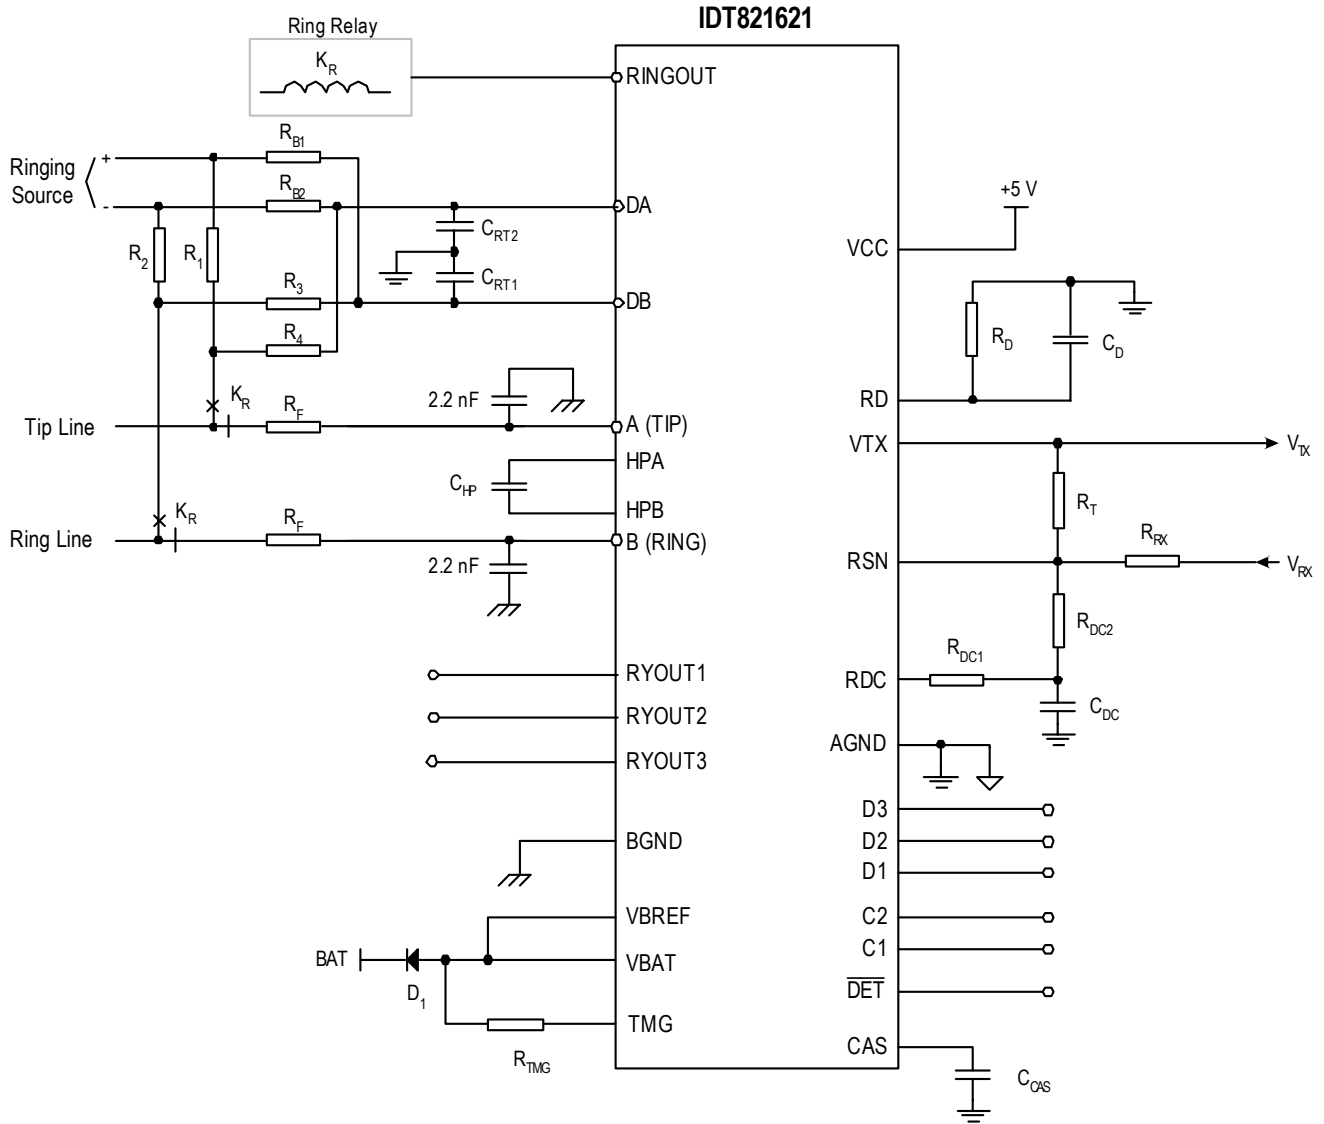 IDT821621
Ring Relay
K_R
RINGOUT
Ringing
Source
+
-
R_B1
R_B2
DA
R_2
R_1
C_RT2
C_RT1
R_3
DB
R_4
+5 V
VCC
R_D
C_D
RD
K_R
R_F
2.2 nF
Tip Line
A (TIP)
VTX
V_TX
HPA
C_HP
HPB
R_T
K_R
R_F
Ring Line
B (RING)
2.2 nF
RSN
R_RX
V_RX
R_DC2
R_DC1
RDC
C_DC
RYOUT1
RYOUT2
RYOUT3
AGND
D3
D2
D1
BGND
C2
C1
DET
VBREF
BAT
D_1
VBAT
TMG
R_TMG
CAS
C_CAS